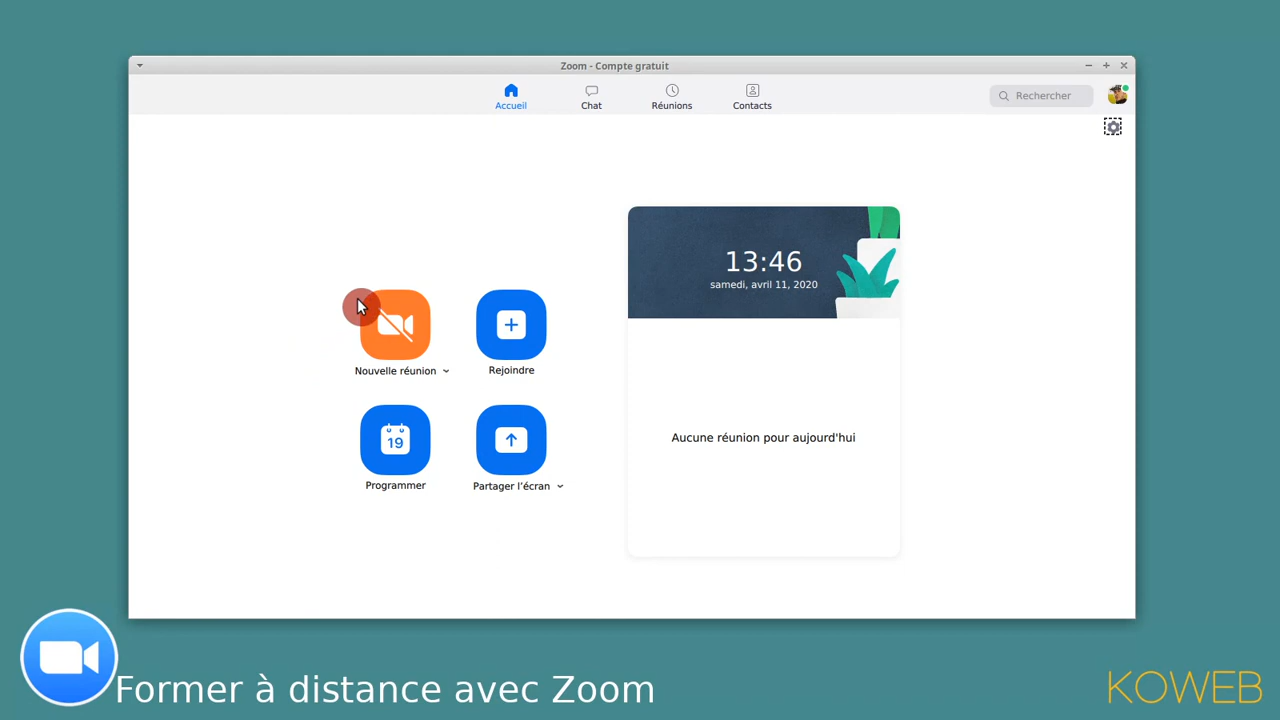 Zoom - Compte gratuit
Accueil
Chat
Réunions
Contacts
Rechercher
13:46
samedi, avril 11, 2020
Nouvelle réunion
Rejoindre
19
Programmer
Partager l’écran
Aucune réunion pour aujourd'hui
Former à distance avec Zoom
KOWEB